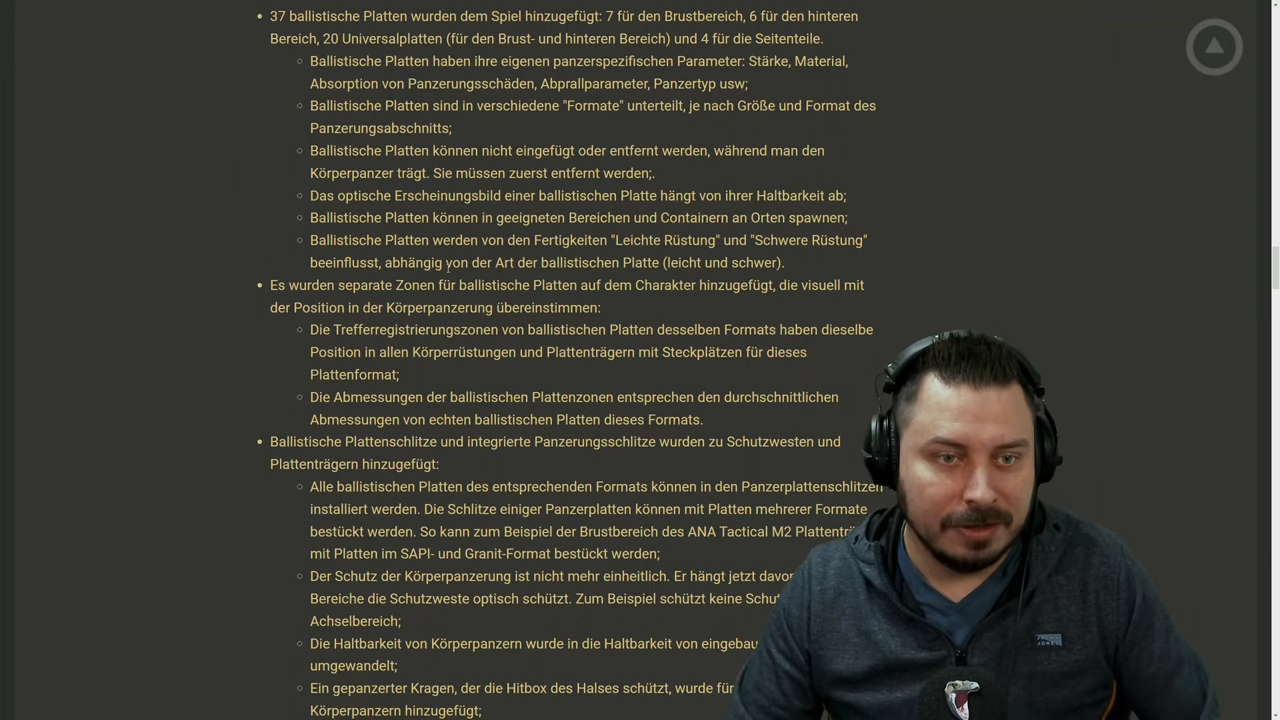 37 ballistische Platten wurden dem Spiel hinzugefügt: 7 für den Brustbereich, 6 für den hinteren
Bereich, 20 Universalplatten (für den Brust- und hinteren Bereich) und 4 für die Seitenteile.
Ballistische Platten haben ihre eigenen panzerspezifischen Parameter: Stärke, Material,
Absorption von Panzerungsschäden, Abprallparameter, Panzertyp usw;
Ballistische Platten sind in verschiedene "Formate" unterteilt, je nach Größe und Format des
Panzerungsabschnitts;
Ballistische Platten können nicht eingefügt oder entfernt werden, während man den
Körperpanzer trägt. Sie müssen zuerst entfernt werden;.
Das optische Erscheinungsbild einer ballistischen Platte hängt von ihrer Haltbarkeit ab;
Ballistische Platten können in geeigneten Bereichen und Containern an Orten spawnen;
Ballistische Platten werden von den Fertigkeiten "Leichte Rüstung" und "Schwere Rüstung"
beeinflusst, abhängig von der Art der ballistischen Platte (leicht und schwer).
Es wurden separate Zonen für ballistische Platten auf dem Charakter hinzugefügt, die visuell mit
der Position in der Körperpanzerung übereinstimmen:
Die Trefferregistrierungszonen von ballistischen Platten desselben Formats haben dieselbe
Position in allen Körperrüstungen und Plattenträgern mit Steckplätzen für dieses
Plattenformat;
Die Abmessungen der ballistischen Plattenzonen entsprechen den durchschnittlichen
Abmessungen von echten ballistischen Platten dieses Formats.
Ballistische Plattenschlitze und integrierte Panzerungsschlitze wurden zu Schutzwesten und
Plattenträgern hinzugefügt:
Alle ballistischen Platten des entsprechenden Formats können in den Panzerplattenschlitzen
installiert werden. Die Schlitze einiger Panzerplatten können mit Platten mehrerer Formate
bestückt werden. So kann zum Beispiel der Brustbereich des ANA Tactical M2
mit Platten im SAPI- und Granit-Format bestückt werden;
Der Schutz der Körperpanzerung ist nicht mehr einheitlich. Er hängt jetzt
Bereiche die Schutzweste optisch schützt. Zum Beispiel schützt keine
Achselbereich;
Die Haltbarkeit von Körperpanzern wurde in die Haltbarkeit von
umgewandelt;
Ein gepanzerter Kragen, der die Hitbox des Halses schützt, wurde für
Körperpanzern hinzugefügt;